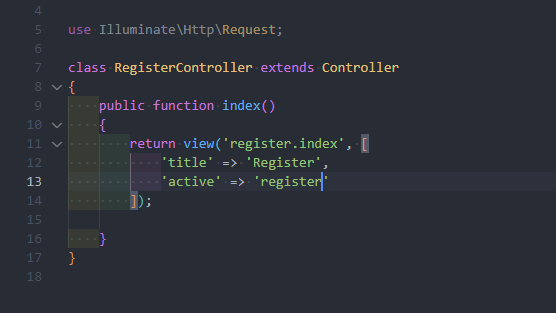 4
5 use Illuminate\Http\Request;
6
7 class RegisterController extends Controller
8 {
9     public function index()
10     {
11         return view('register.index', [
12             'title' => 'Register',
13             'active' => 'register'
14         ]);
15
16     }
17 }
18